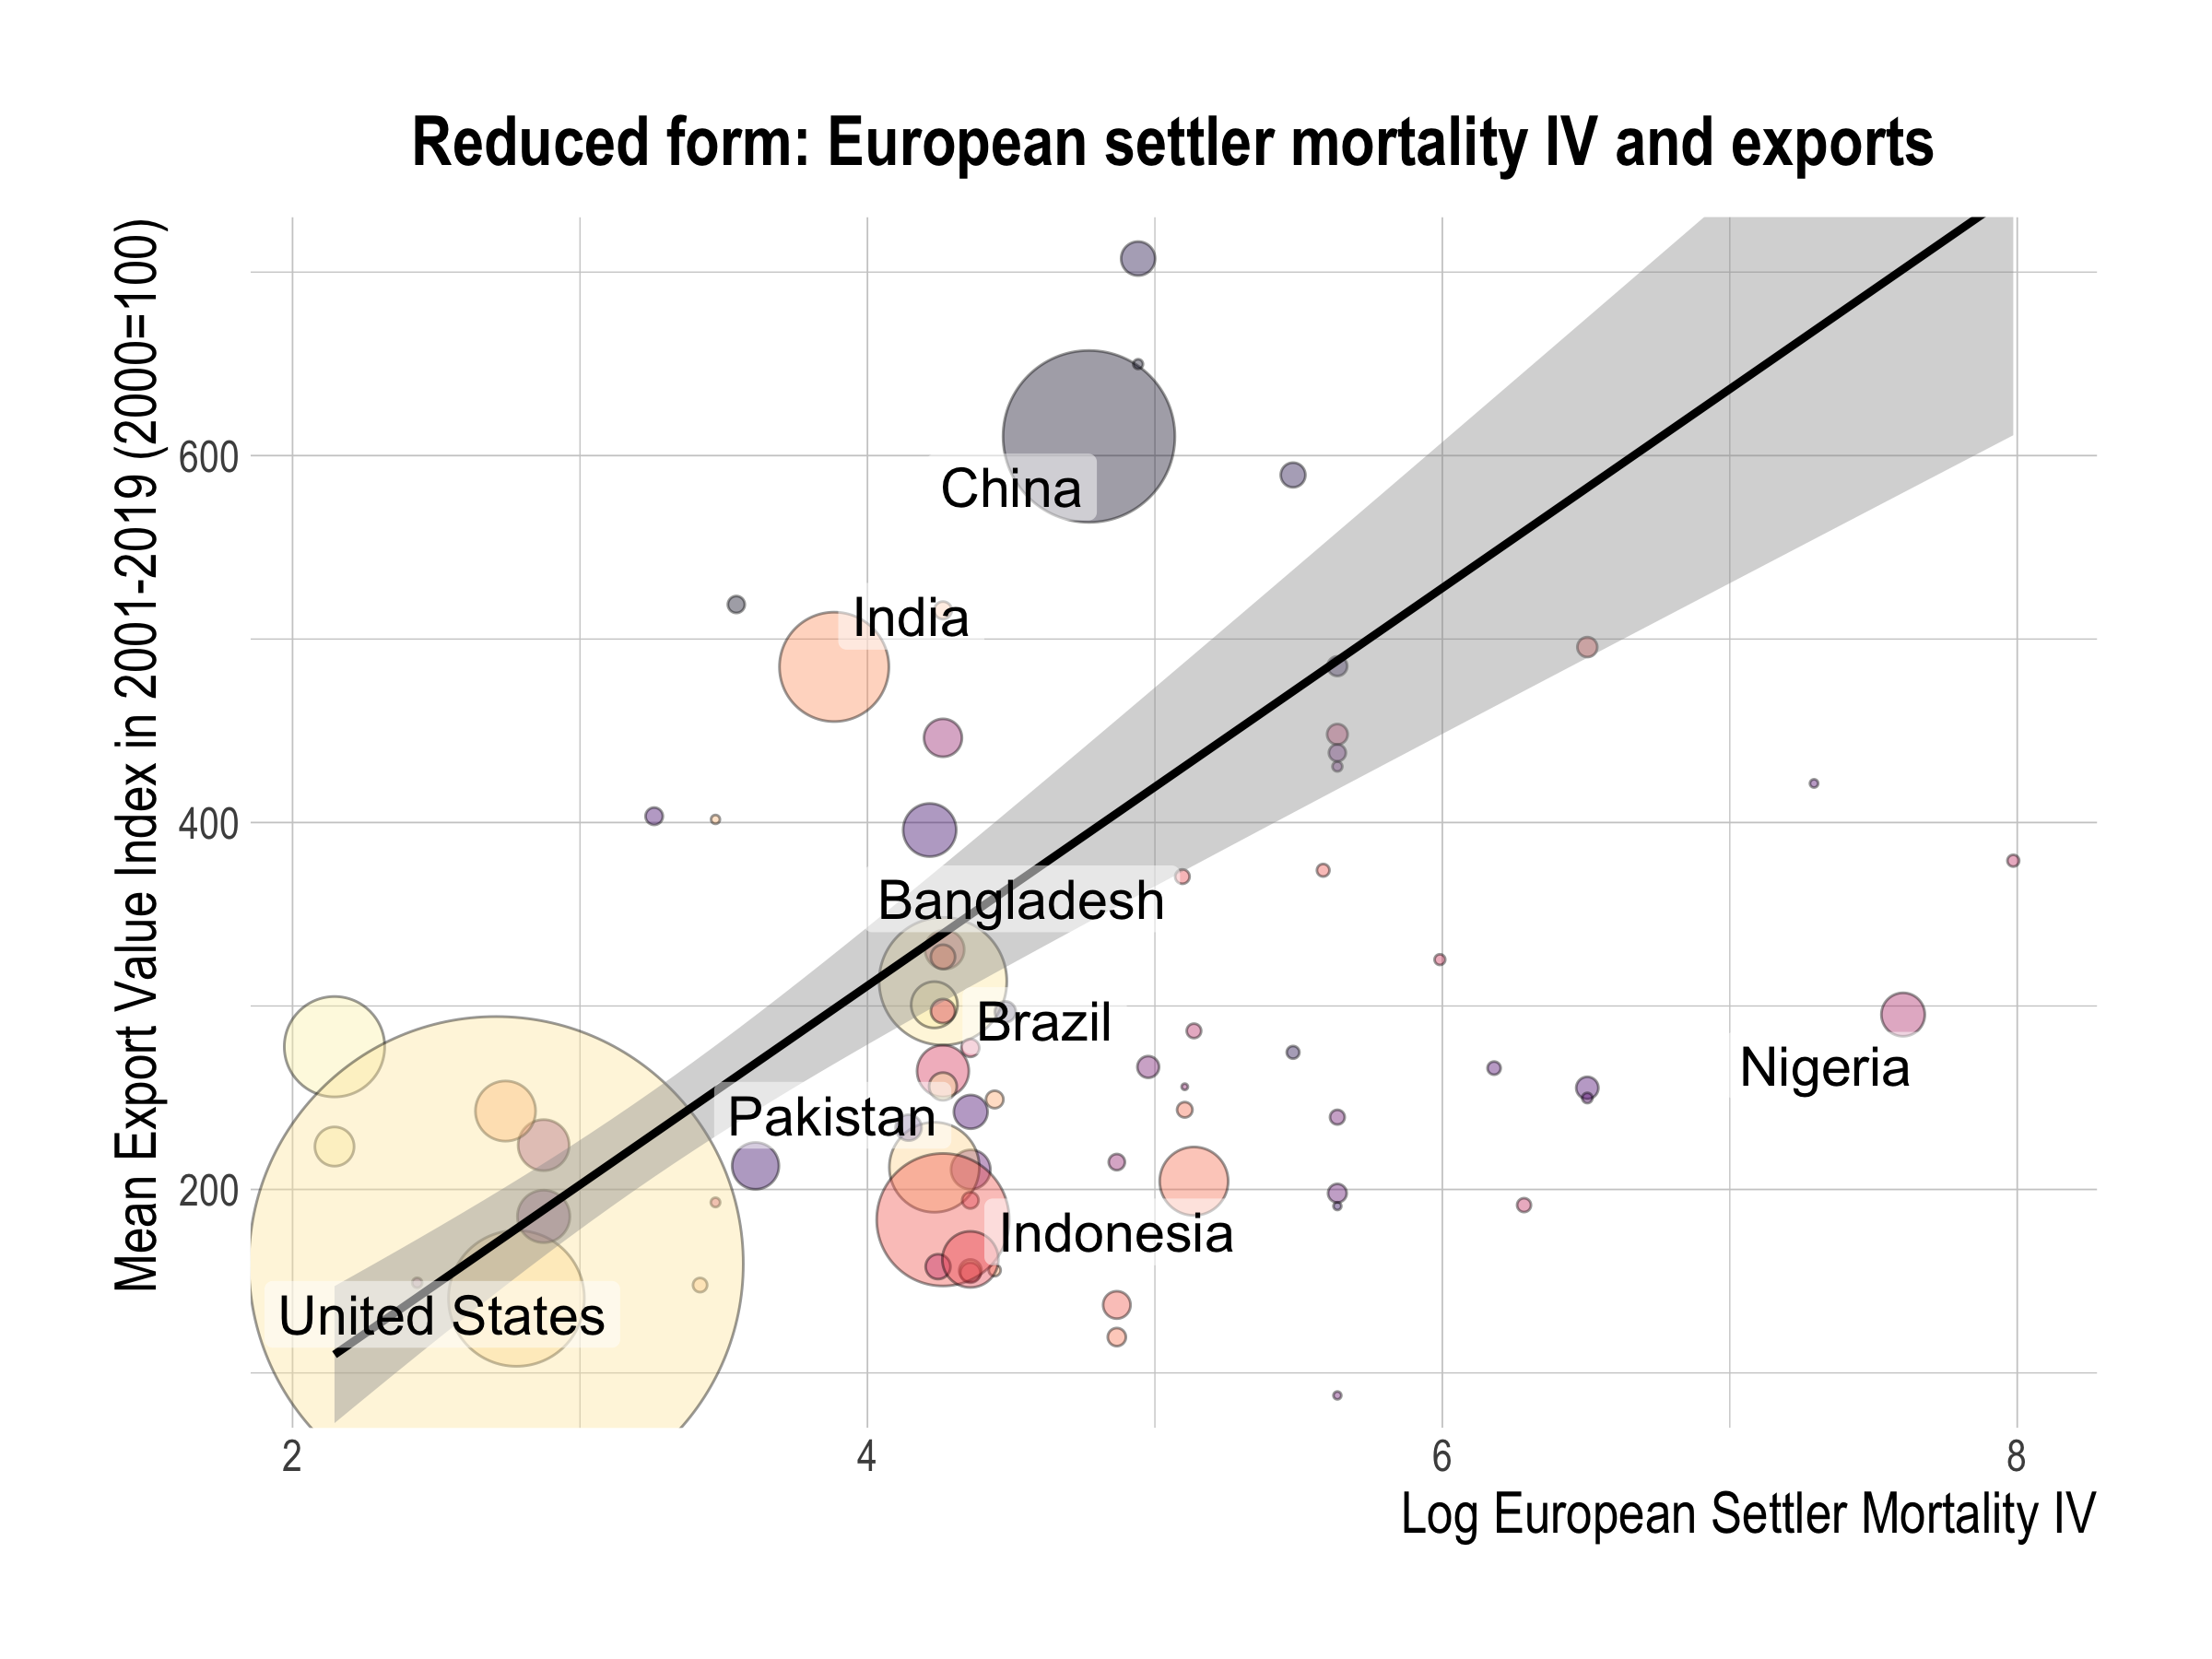 Reduced form: European settler mortality IV and exports
Mean Export Value Index in 2001-2019 (2000=100)
600
400
200
China
India
Bangladesh
Brazil
Nigeria
Pakistan
Indonesia
United States
2
4
6
8
Log European Settler Mortality IV